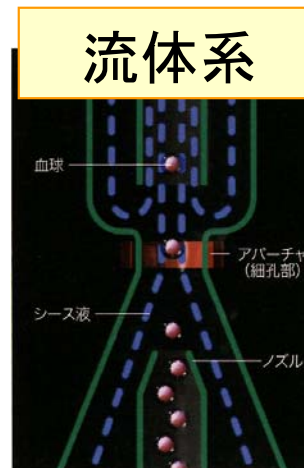 流体系
血球
アパーチャ
(細孔部)
シース液
ノズル